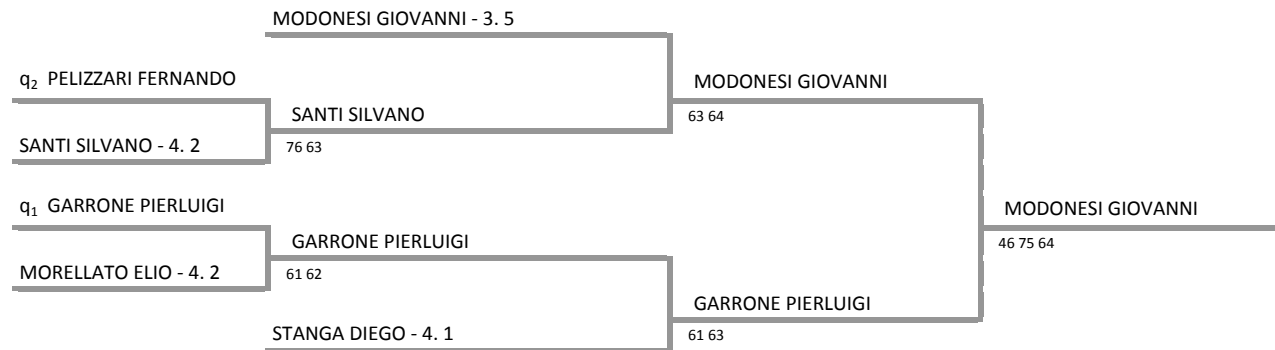 MODONESI GIOVANNI - 3. 5
q₂ PELIZZARI FERNANDO
MODONESI GIOVANNI
SANTI SILVANO
63 64
SANTI SILVANO - 4. 2
76 63
q₁ GARRONE PIERLUIGI
MODONESI GIOVANNI
GARRONE PIERLUIGI
46 75 64
MORELLATO ELIO - 4. 2
61 62
GARRONE PIERLUIGI
STANGA DIEGO - 4. 1
61 63